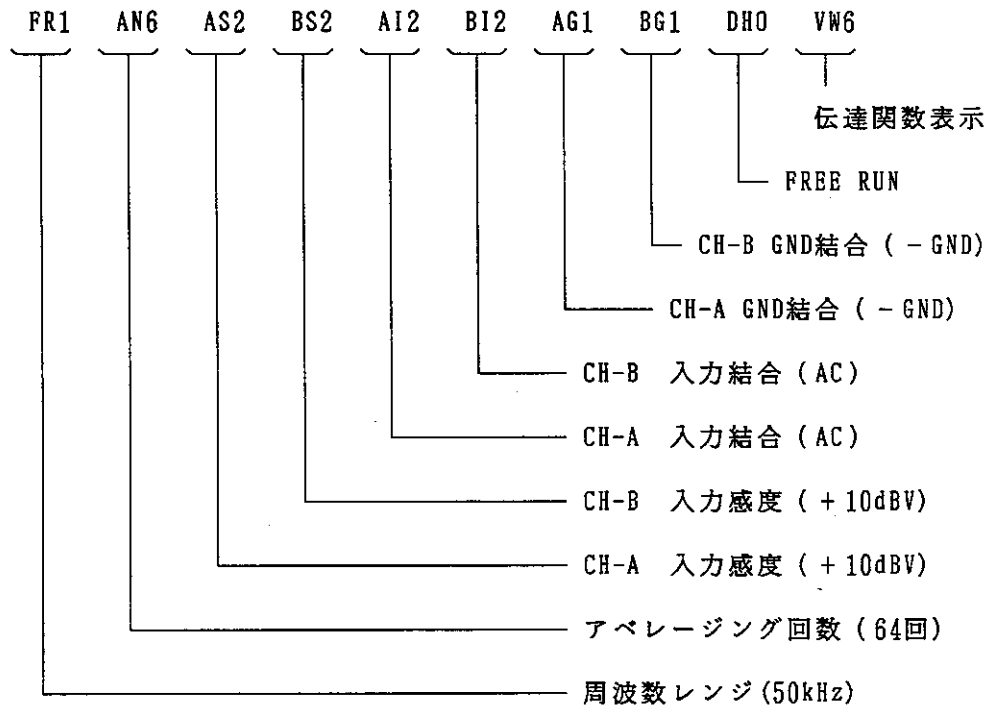 FR1 AN6 AS2 BS2 AI2 BI2 AG1 BG1 DH0 VW6
伝達関数表示
FREE RUN
CH-B GND結合 (-GND)
CH-A GND結合 (-GND)
CH-B 入力結合 (AC)
CH-A 入力結合 (AC)
CH-B 入力感度 (+10dBV)
CH-A 入力感度 (+10dBV)
アベレージング回数 (64回)
周波数レンジ (50kHz)